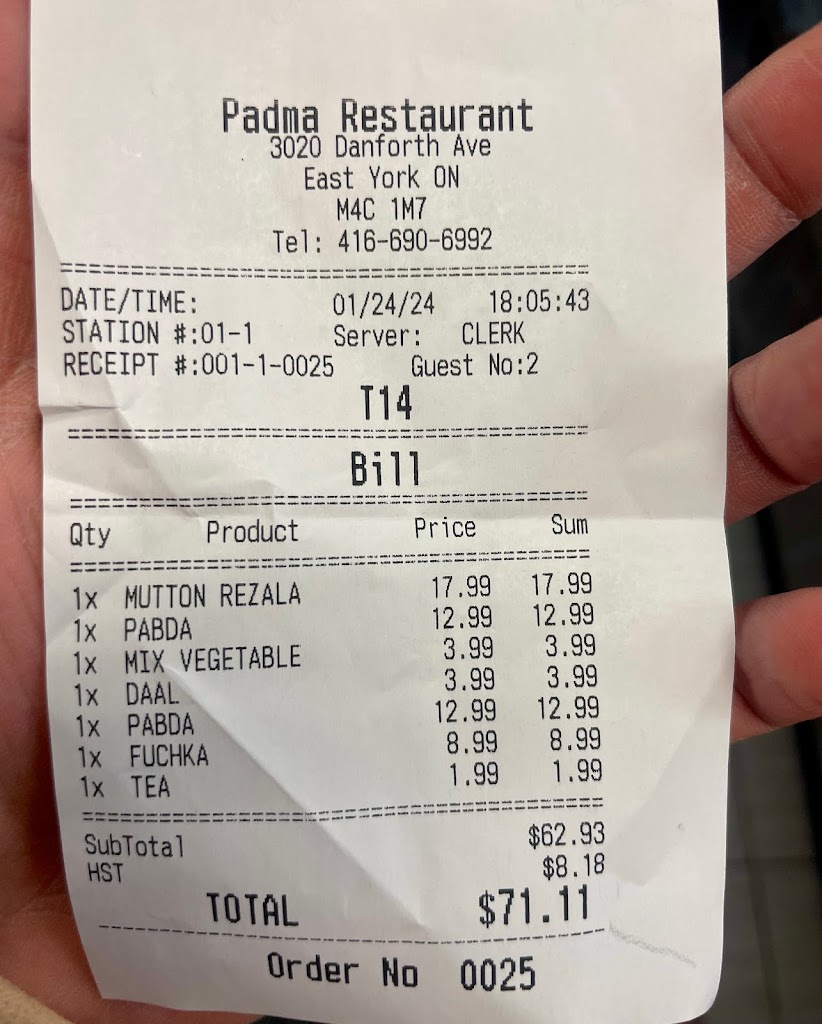 Padma Restaurant
3020 Danforth Ave
East York ON
M4C 1M7
Tel: 416-690-6992
DATE/TIME: 01/24/24 18:05:43
STATION #:01-1 Server: CLERK
RECEIPT #:001-1-0025 Guest No:2
T14
Bill
Qty Product Price Sum
1x MUTTON REZALA 17.99 17.99
1x PABDA 12.99 12.99
1x MIX VEGETABLE 3.99 3.99
1x DAAL 3.99 3.99
1x PABDA 12.99 12.99
1x FUCHKA 8.99 8.99
1x TEA 1.99 1.99
SubTotal $62.93
HST $8.18
TOTAL $71.11
Order No 0025